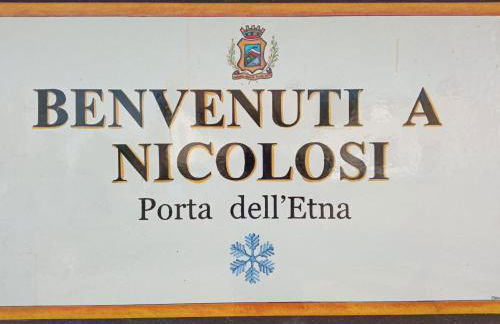 BENVENUTI A
NICOLOSI
Porta dell'Etna